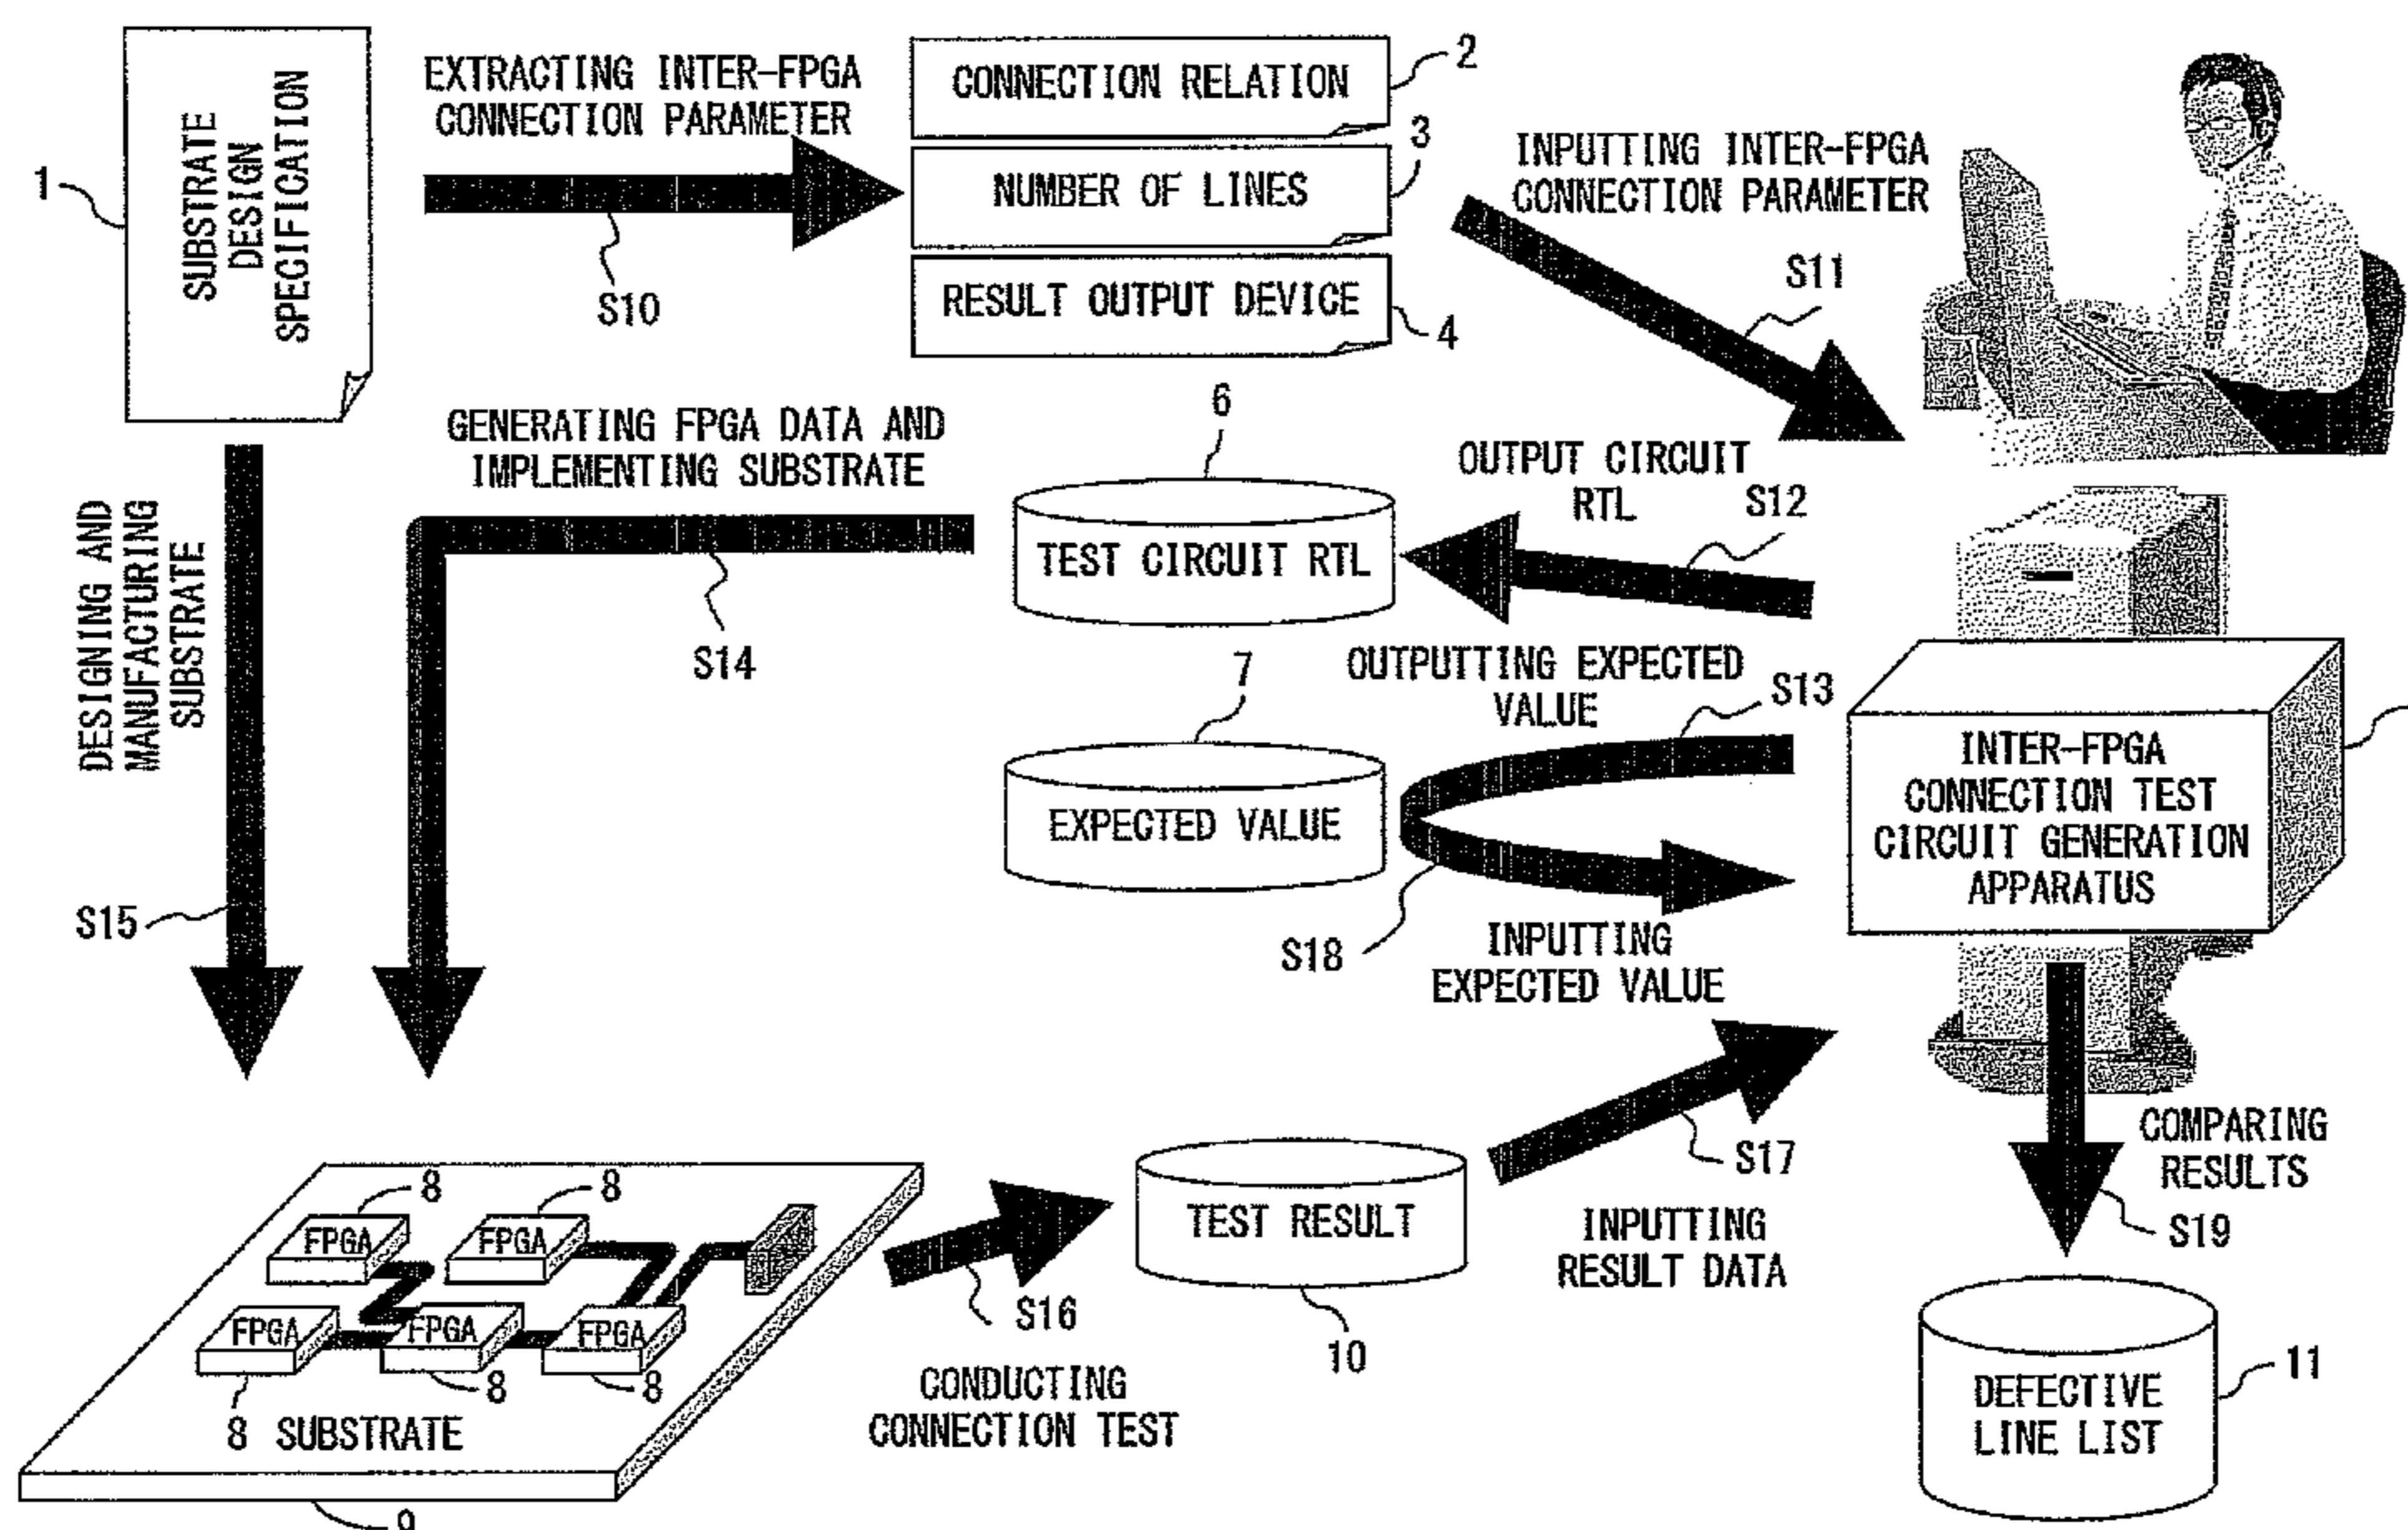 1
SUBSTRATE
DESIGN
SPECIFICATION
EXTRACTING INTER-FPGA
CONNECTION PARAMETER
S10
CONNECTION RELATION
2
NUMBER OF LINES
3
RESULT OUTPUT DEVICE
4
INPUTTING INTER-FPGA
CONNECTION PARAMETER
S11
GENERATING FPGA DATA AND
IMPLEMENTING SUBSTRATE
S14
6
TEST CIRCUIT RTL
OUTPUT CIRCUIT
RTL
S12
DESIGNING AND
MANUFACTURING
SUBSTRATE
S15
7
EXPECTED VALUE
OUTPUTTING EXPECTED
VALUE
S13
S18
INPUTTING
EXPECTED VALUE
INTER-FPGA
CONNECTION TEST
CIRCUIT GENERATION
APPARATUS
8
8
FPGA
FPGA
FPGA
FPGA
FPGA
8
8
8
SUBSTRATE
9
S16
CONDUCTING
CONNECTION TEST
TEST RESULT
10
S17
INPUTTING
RESULT DATA
COMPARING
RESULTS
S19
DEFECTIVE
LINE LIST
11